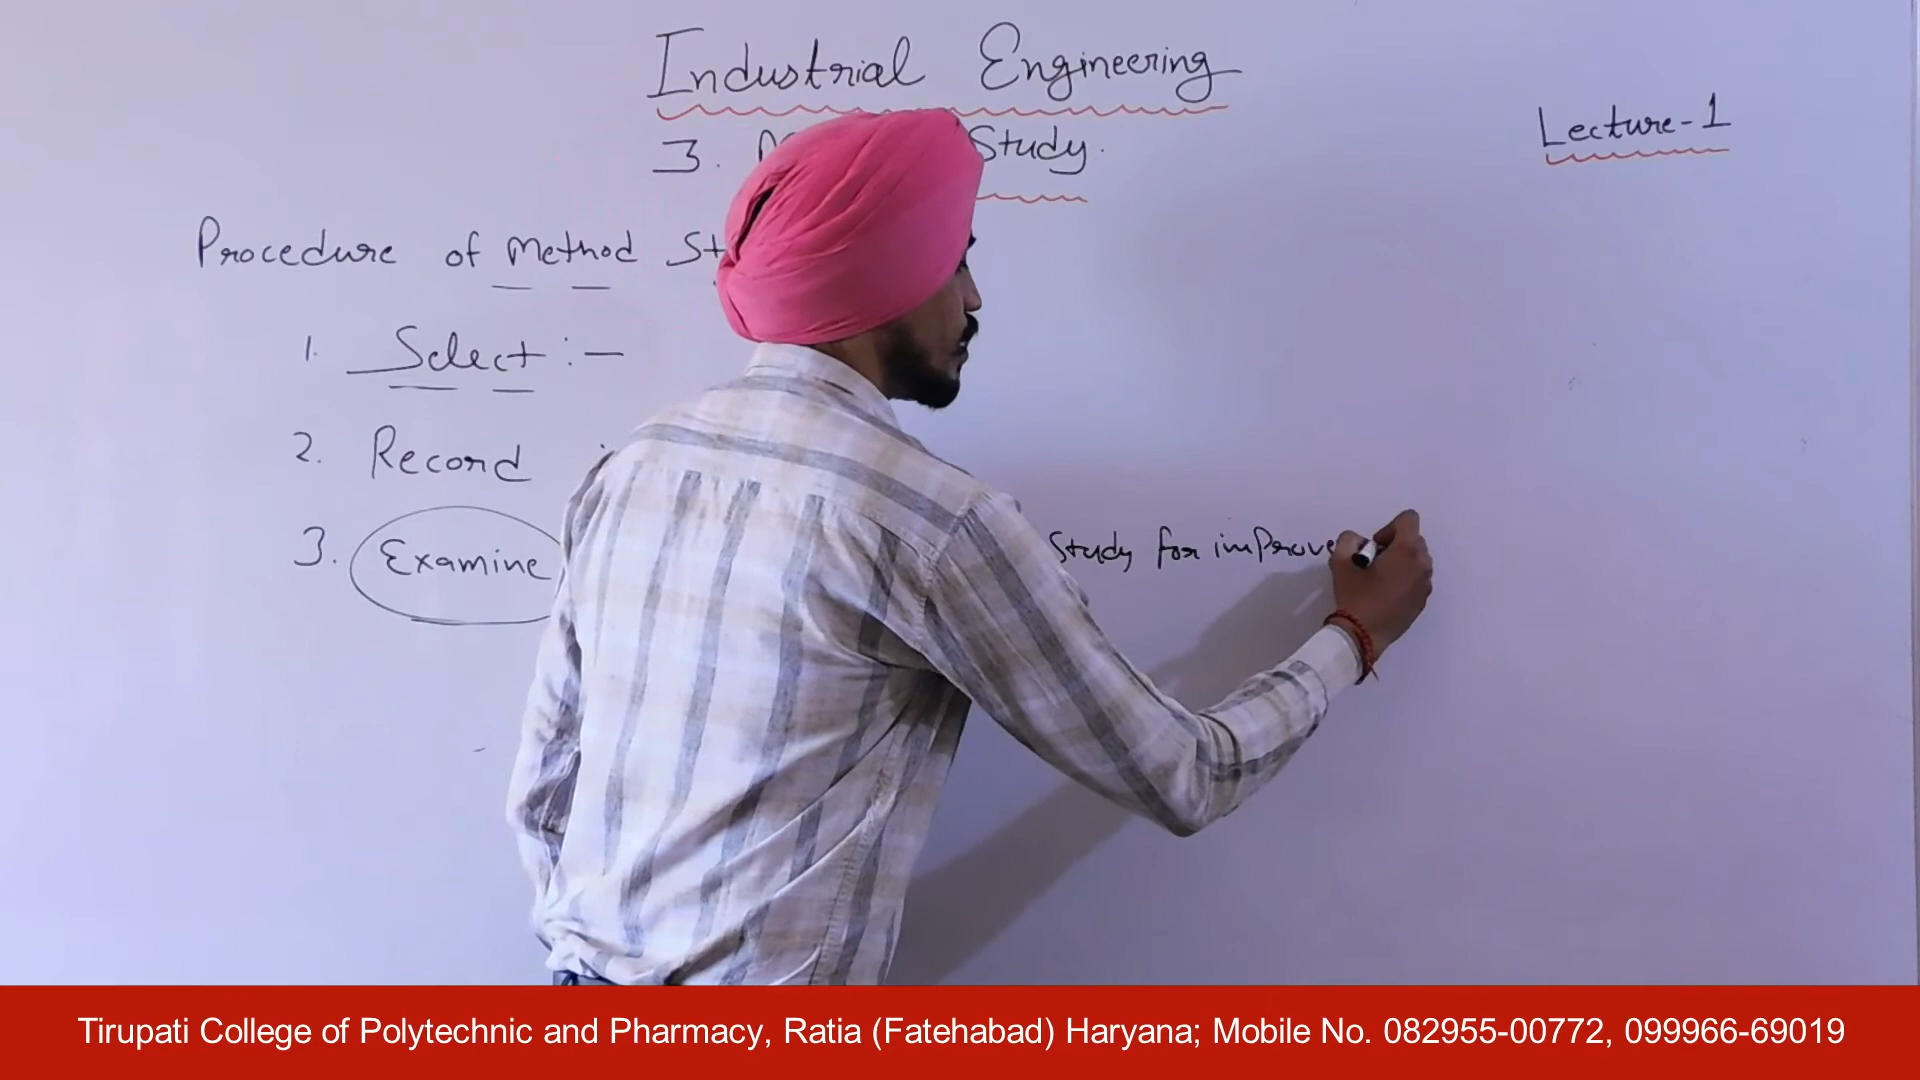 Industrial Engineering
Lecture-1
3. Study.
Procedure of Method St
1. Select :-
2. Record
3. Examine Study for improve
Tirupati College of Polytechnic and Pharmacy, Ratia (Fatehabad) Haryana; Mobile No. 082955-00772, 099966-69019